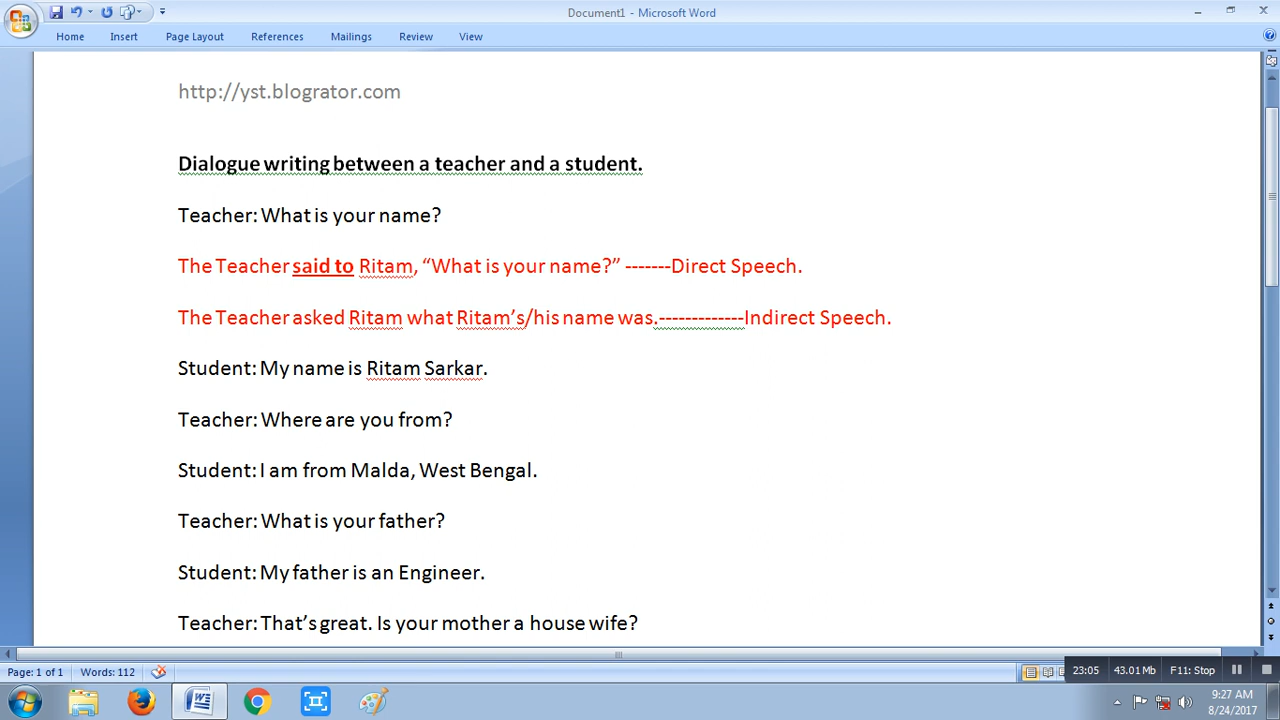 Document1 - Microsoft Word
Home Insert Page Layout References Mailings Review View
http://yst.blogrator.com
Dialogue writing between a teacher and a student.
Teacher: What is your name?
The Teacher said to Ritam, “What is your name?” -------Direct Speech.
The Teacher asked Ritam what Ritam’s/his name was.-------------Indirect Speech.
Student: My name is Ritam Sarkar.
Teacher: Where are you from?
Student: I am from Malda, West Bengal.
Teacher: What is your father?
Student: My father is an Engineer.
Teacher: That’s great. Is your mother a house wife?
Page: 1 of 1 Words: 112 23:05 43.01 Mb F11: Stop
9:27 AM
8/24/2017